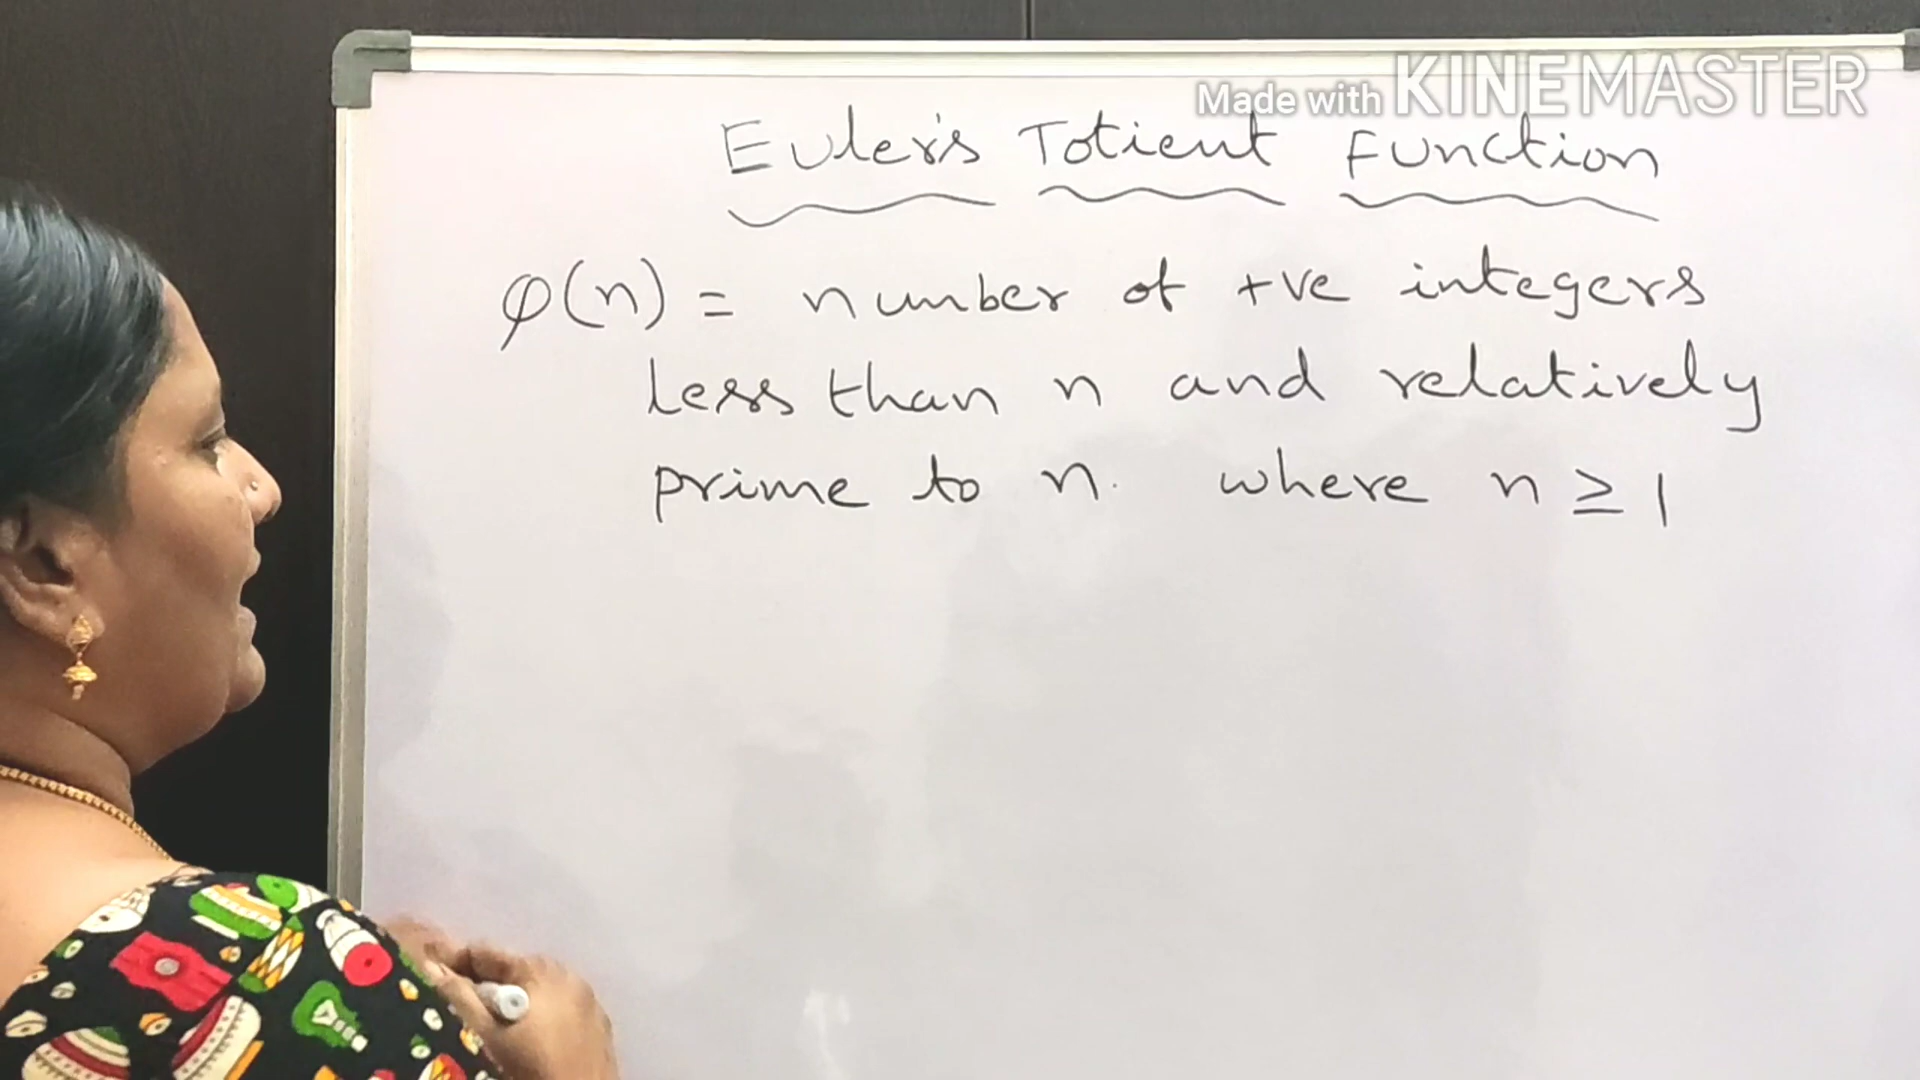 Made with KINEMASTER
Euler's Totient Function
φ(n) = number of +ve integers
less than n and relatively
prime to n. where n ≥ 1